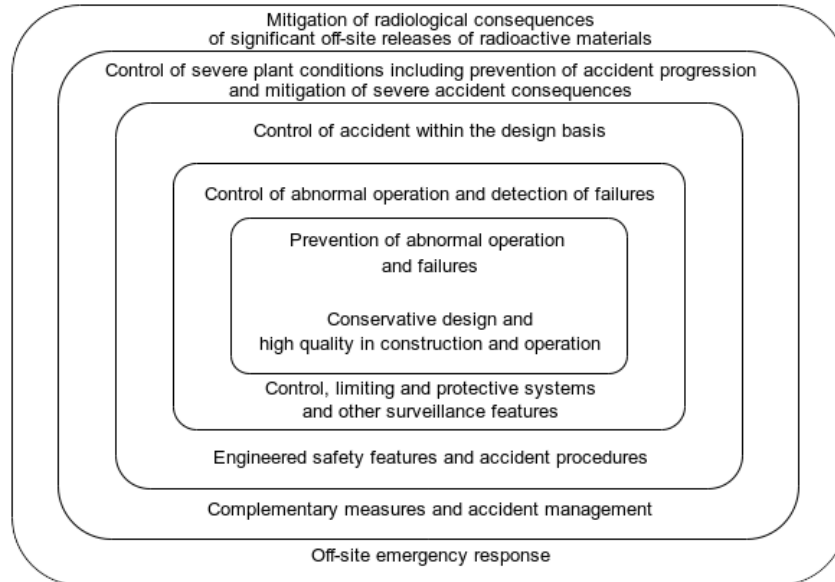 Mitigation of radiological consequences
of significant off-site releases of radioactive materials
Control of severe plant conditions including prevention of accident progression
and mitigation of severe accident consequences
Control of accident within the design basis
Control of abnormal operation and detection of failures
Prevention of abnormal operation
and failures
Conservative design and
high quality in construction and operation
Control, limiting and protective systems
and other surveillance features
Engineered safety features and accident procedures
Complementary measures and accident management
Off-site emergency response